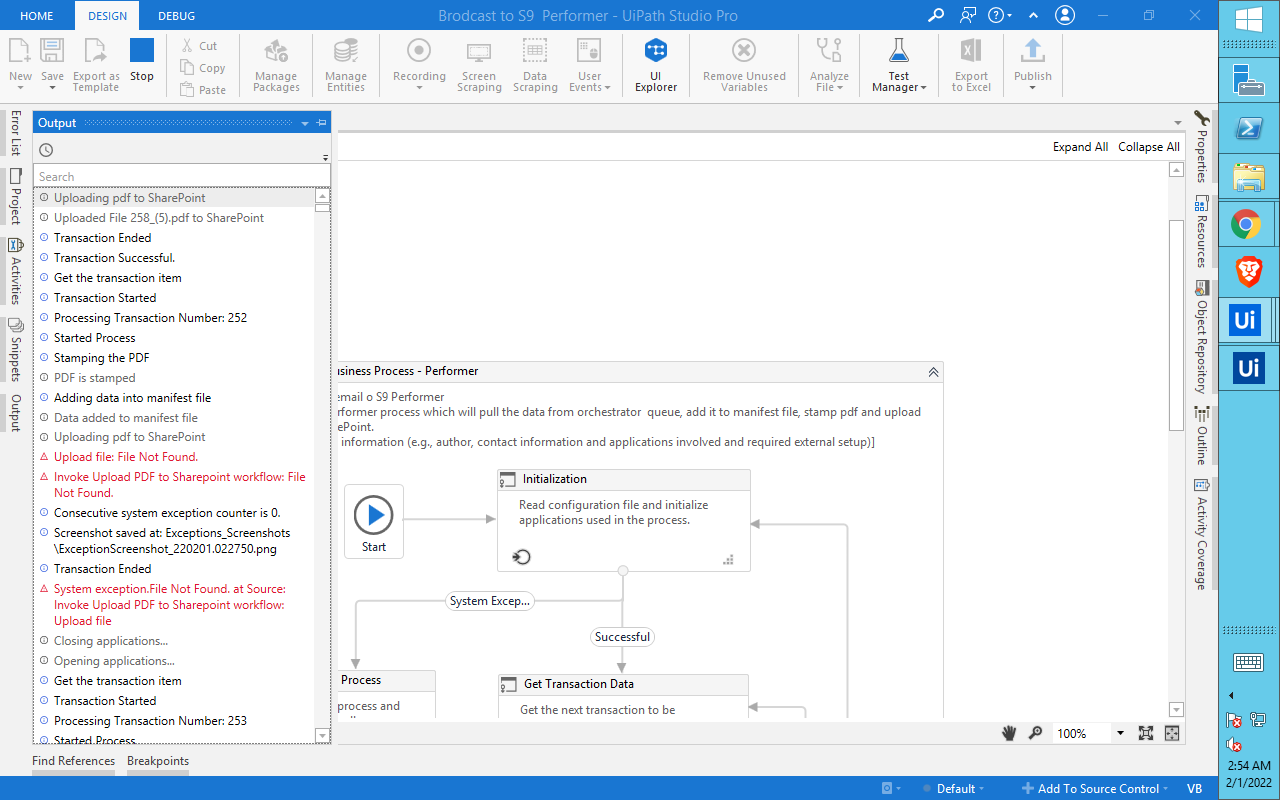 HOME DESIGN DEBUG
Brodcast to S9 Performer - UiPath Studio Pro
New
Save
Export as
Template
Stop
Cut
Copy
Paste
Manage
Packages
Manage
Entities
Recording
Screen
Scraping
Data
Scraping
User
Events
UI
Explorer
Remove Unused
Variables
Analyze
File
Test
Manager
Export
to Excel
Publish
Error List
Project
Activities
Snippets
Output
Output
Search
Uploading pdf to SharePoint
Uploaded File 258_(5).pdf to SharePoint
Transaction Ended
Transaction Successful.
Get the transaction item
Transaction Started
Processing Transaction Number: 252
Started Process
Stamping the PDF
PDF is stamped
Adding data into manifest file
Data added to manifest file
Uploading pdf to SharePoint
Upload file: File Not Found.
Invoke Upload PDF to Sharepoint workflow: File
Not Found.
Consecutive system exception counter is 0.
Screenshot saved at: Exceptions_Screenshots
\ExceptionScreenshot_220201.022750.png
Transaction Ended
System exception.File Not Found. at Source:
Invoke Upload PDF to Sharepoint workflow:
Upload file
Closing applications...
Opening applications...
Get the transaction item
Transaction Started
Processing Transaction Number: 253
Started Process
Find References Breakpoints
Expand All Collapse All
usiness Process - Performer
email o S9 Performer
rformer process which will pull the data from orchestrator queue, add it to manifest file, stamp pdf and upload
ePoint.
information (e.g., author, contact information and applications involved and required external setup)]
Start
Initialization
Read configuration file and initialize
applications used in the process.
System Excep...
Successful
Process
process and
Get Transaction Data
Get the next transaction to be
100%
Properties
Resources
Object Repository
Outline
Activity Coverage
Default
Add To Source Control
VB
Ui
Ui
2:54 AM
2/1/2022